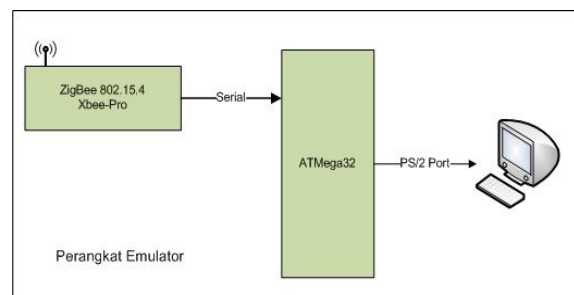 ZigBee 802.15.4
Xbee-Pro
Serial
ATMega32
PS/2 Port
Perangkat Emulator